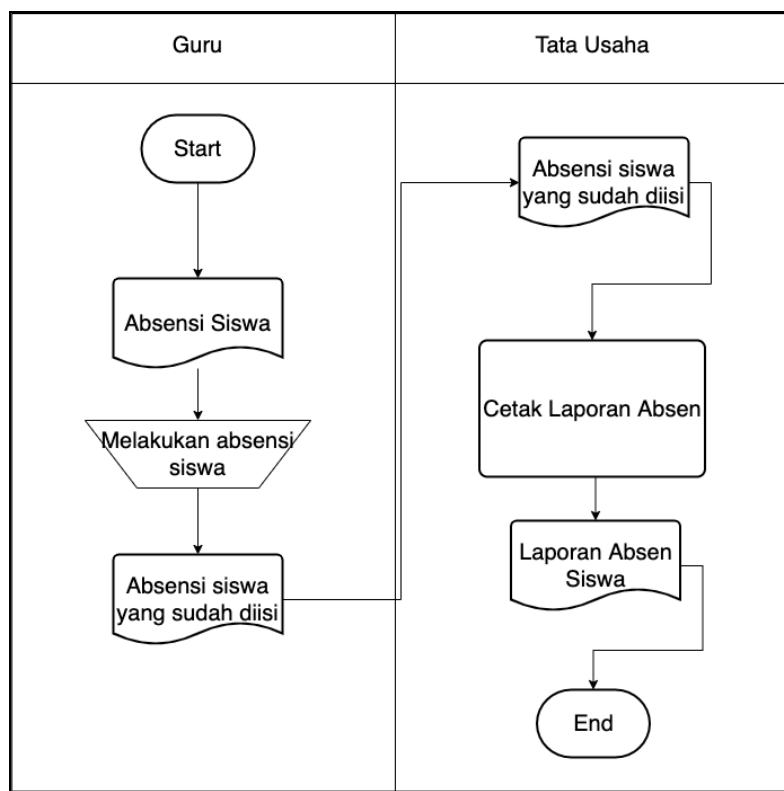 Guru
Tata Usaha
Start
Absensi Siswa
Melakukan absensi
siswa
Absensi siswa
yang sudah diisi
Absensi siswa
yang sudah diisi
Cetak Laporan Absen
Laporan Absen
Siswa
End